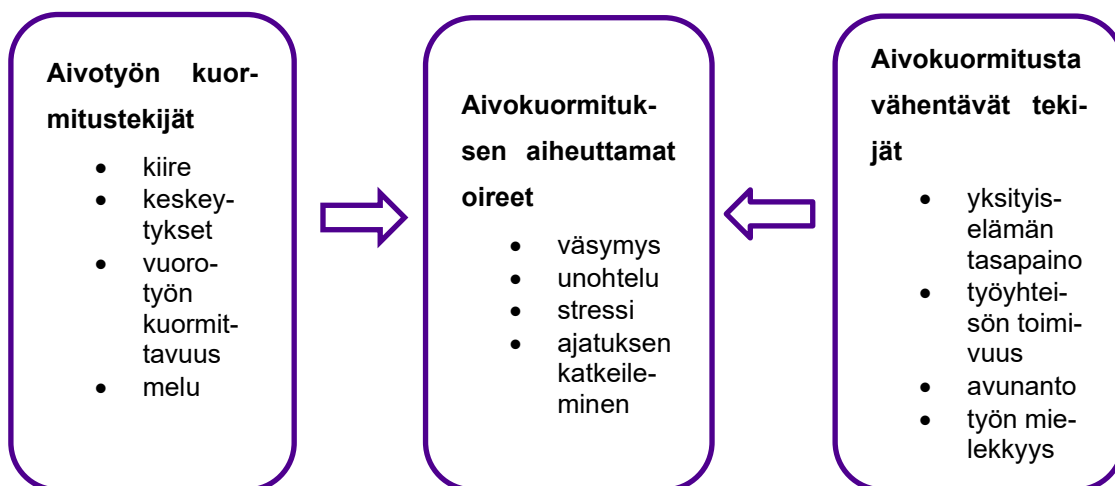 Aivotyön kuor-
mitustekijät
• kiire
• keskey-
tykset
• vuoro-
työn
kuormit-
tavuus
• melu
Aivokuormituk-
sen aiheuttamat
oireet
• väsymys
• unohtelu
• stressi
• ajatuksen
katkeile-
minen
Aivokuormitusta
vähentävät teki-
jät
• yksityis-
elämän
tasapaino
• työyhtei-
sön toimi-
vuus
• avunanto
• työn mie-
lekkyys